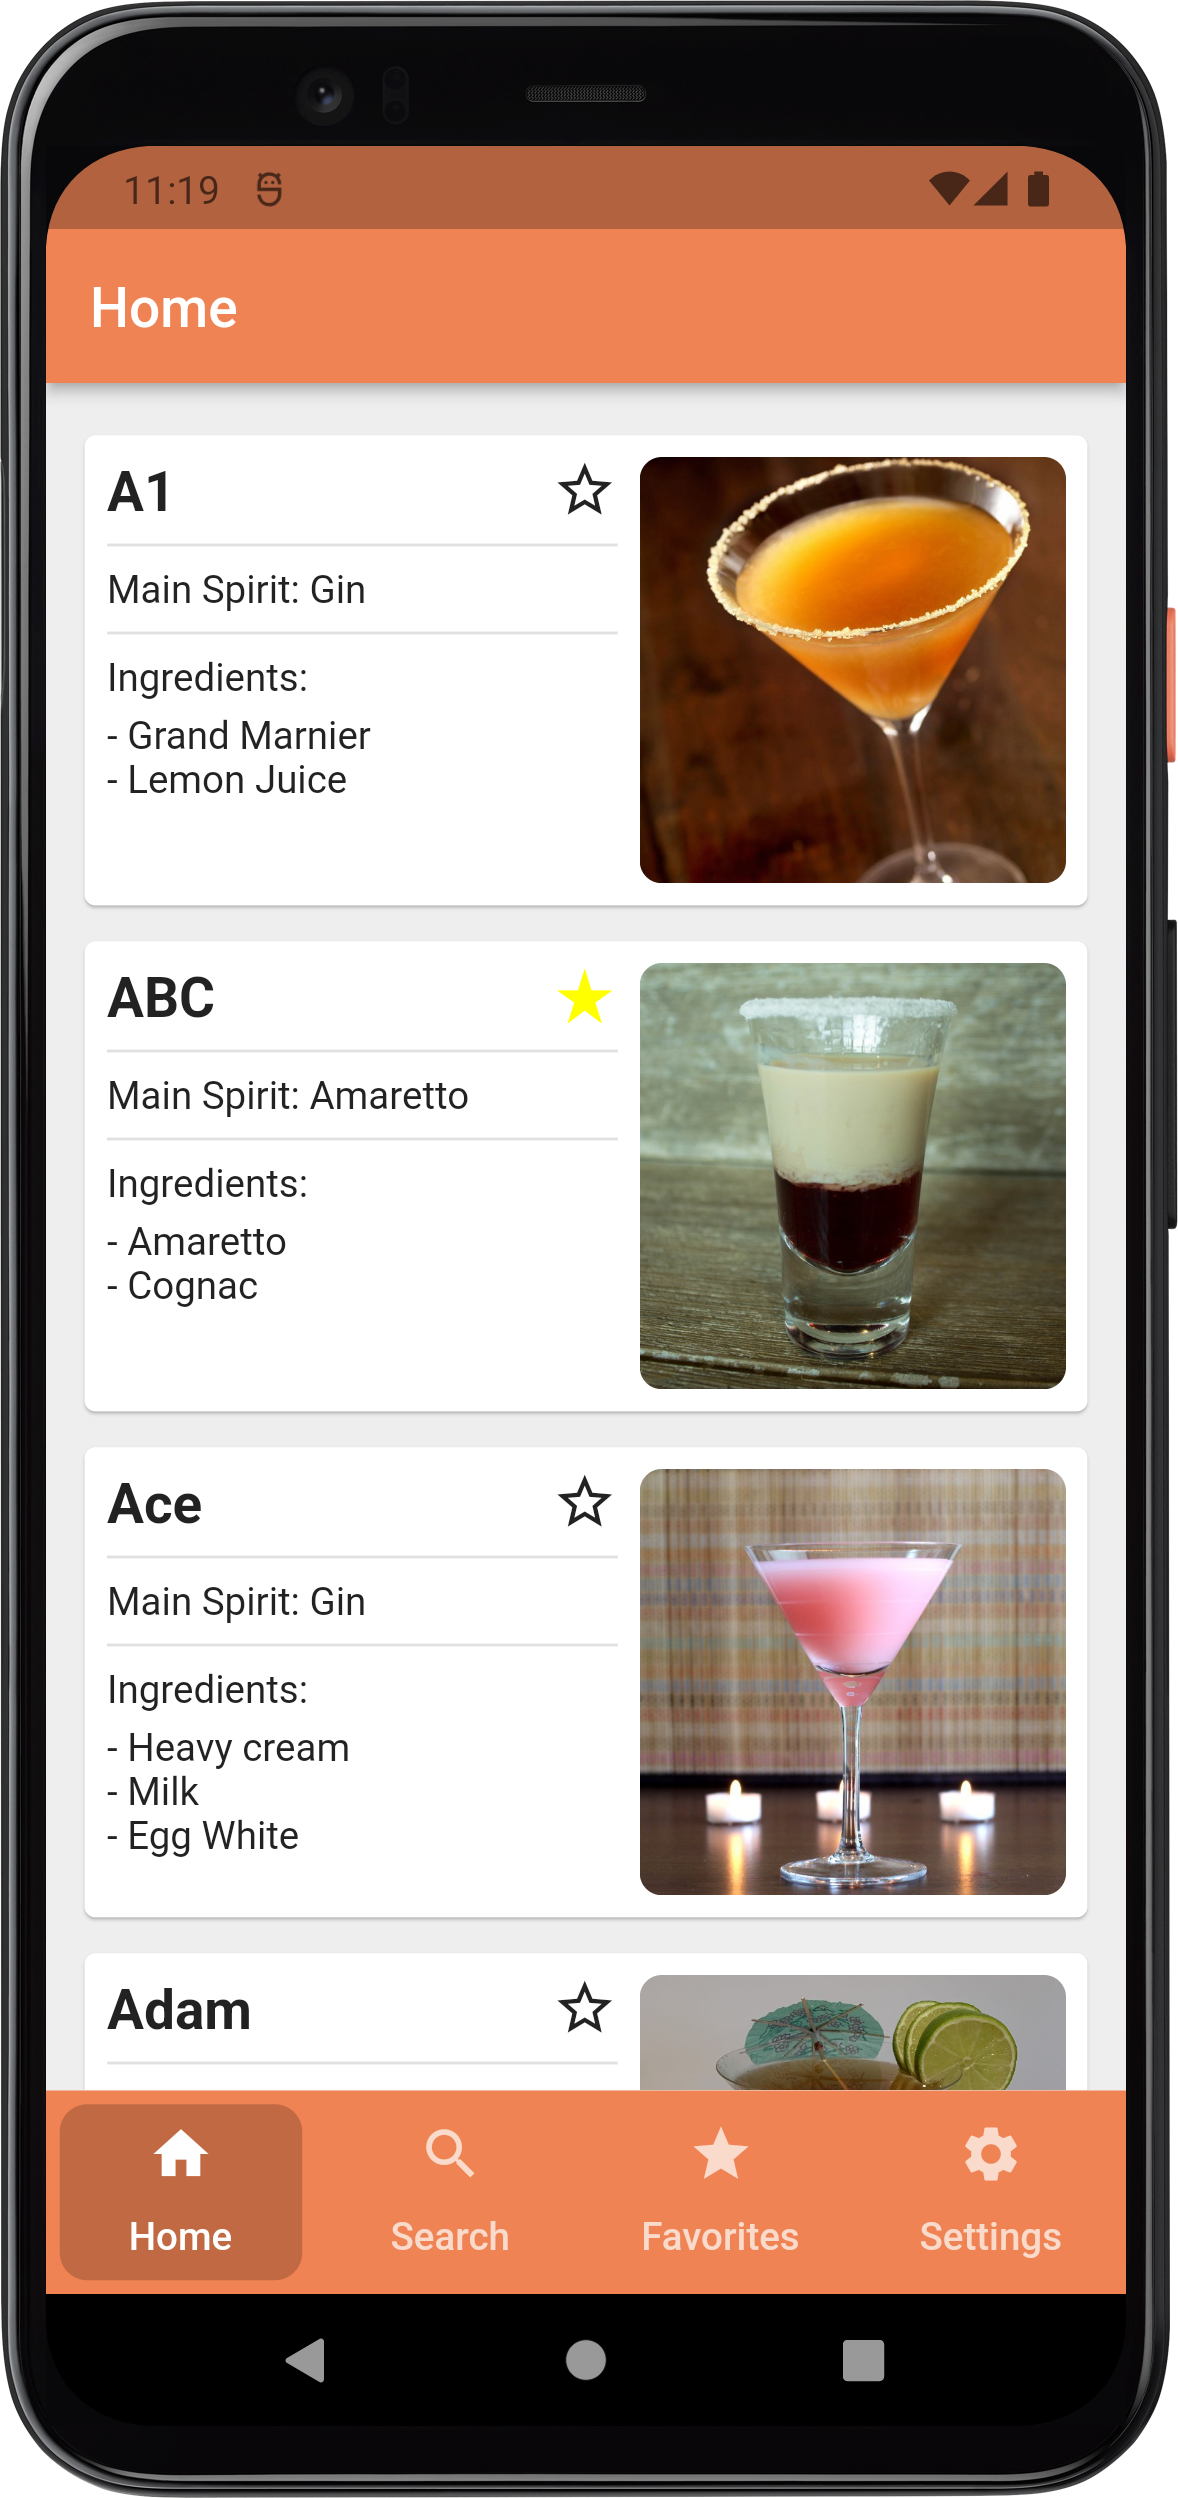 11:19
Home
A1
Main Spirit: Gin
Ingredients:
- Grand Marnier
- Lemon Juice
ABC
Main Spirit: Amaretto
Ingredients:
- Amaretto
- Cognac
Ace
Main Spirit: Gin
Ingredients:
- Heavy cream
- Milk
- Egg White
Adam
Home Search Favorites Settings